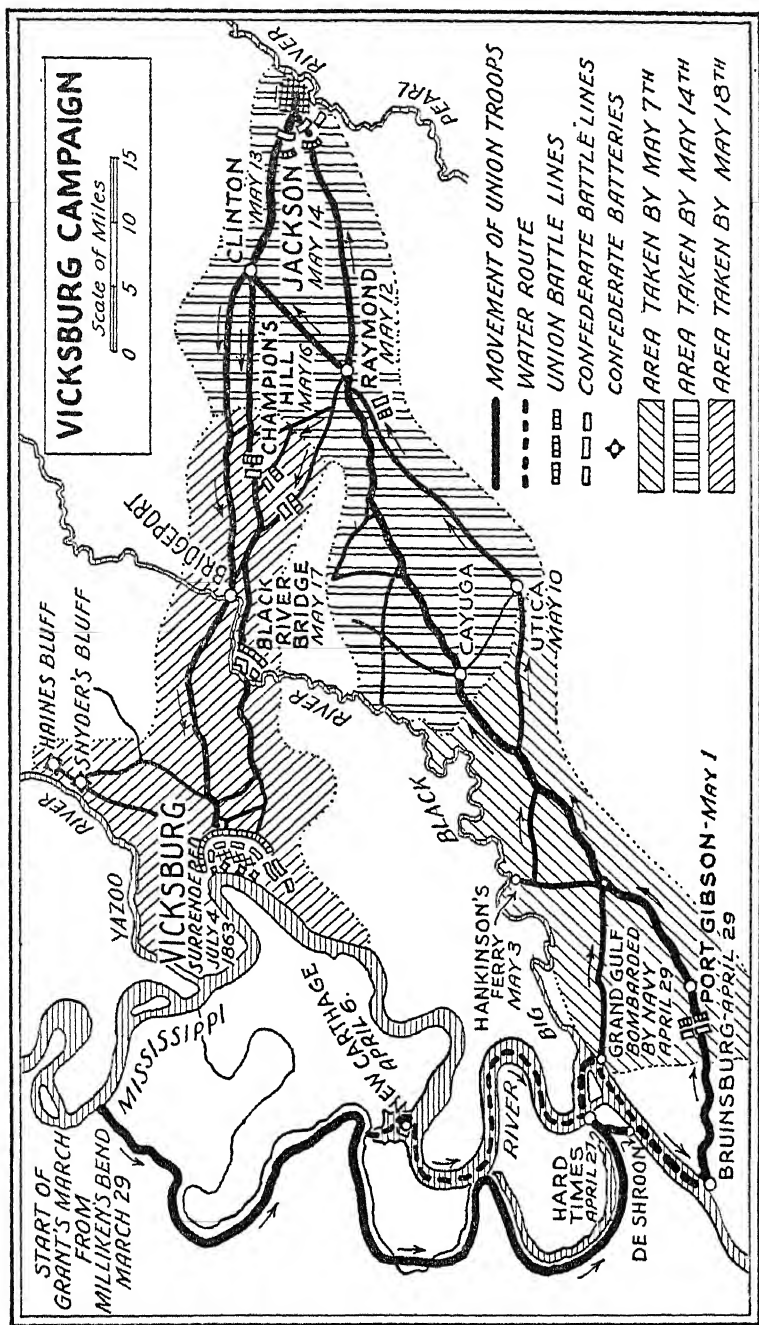 VICKSBURG CAMPAIGN
Scale of Miles
0 5 10 15
START OF
GRANT'S MARCH
FROM
MILLIKEN'S BEND
MARCH 29
MISSISSIPPI
YAZOO
RIVER
HAINES BLUFF
SNYDER'S BLUFF
VICKSBURG
SURRENDER
JULY 4
1863
BRIDGEPORT
BLACK
RIVER
BRIDGE
MAY 17
CHAMPION'S
HILL
MAY 16
CLINTON
MAY 13
JACKSON
MAY 14
RIVER
PEARL
RAYMOND
MAY 12
CAYUGA
UTICA
MAY 10
RIVER
BLACK
BIG
NEW CARTHAGE
APRIL 6.
HANKINSON'S
FERRY
MAY 3
RIVER
HARD
TIMES
APRIL 27
DE SHROON
GRAND GULF
BOMBARDED
BY NAVY
APRIL 29
PORT GIBSON-MAY 1
BRUINSBURG-APRIL 29
MOVEMENT OF UNION TROOPS
WATER ROUTE
UNION BATTLE LINES
CONFEDERATE BATTLE LINES
CONFEDERATE BATTERIES
AREA TAKEN BY MAY 7TH
AREA TAKEN BY MAY 14TH
AREA TAKEN BY MAY 18TH